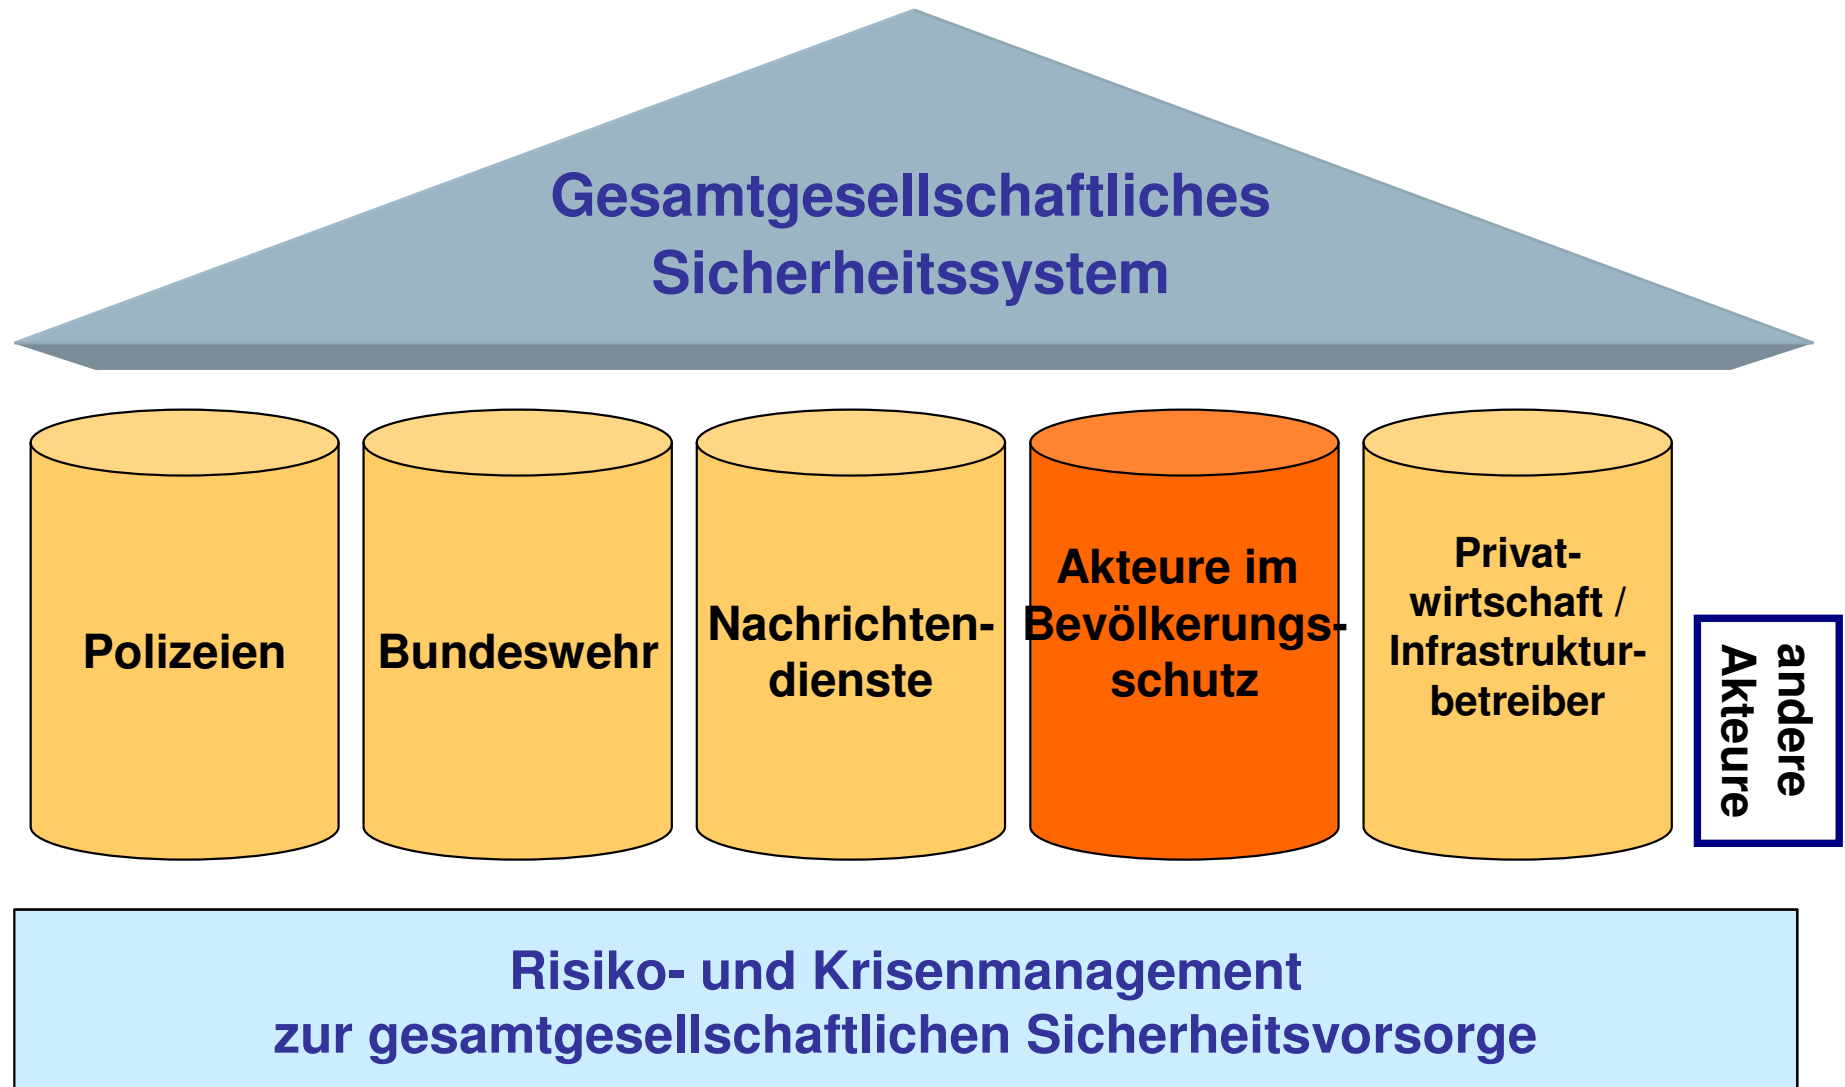 Gesamtgesellschaftliches
Sicherheitssystem
Polizeien
Bundeswehr
Nachrichten-
dienste
Akteure im
Bevölkerungs-
schutz
Privat-
wirtschaft /
Infrastruktur-
betreiber
andere
Akteure
Risiko- und Krisenmanagement
zur gesamtgesellschaftlichen Sicherheitsvorsorge